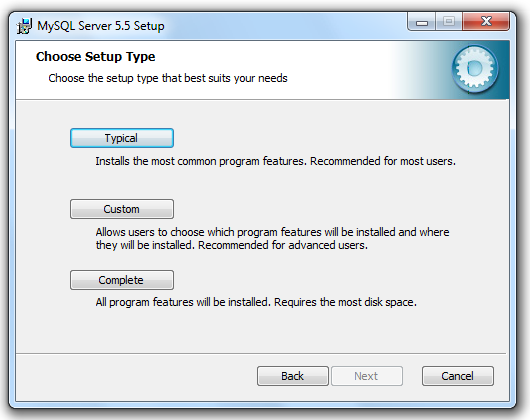 MySQL Server 5.5 Setup
Choose Setup Type
Choose the setup type that best suits your needs
Typical
Installs the most common program features. Recommended for most users.
Custom
Allows users to choose which program features will be installed and where
they will be installed. Recommended for advanced users.
Complete
All program features will be installed. Requires the most disk space.
Back Next Cancel